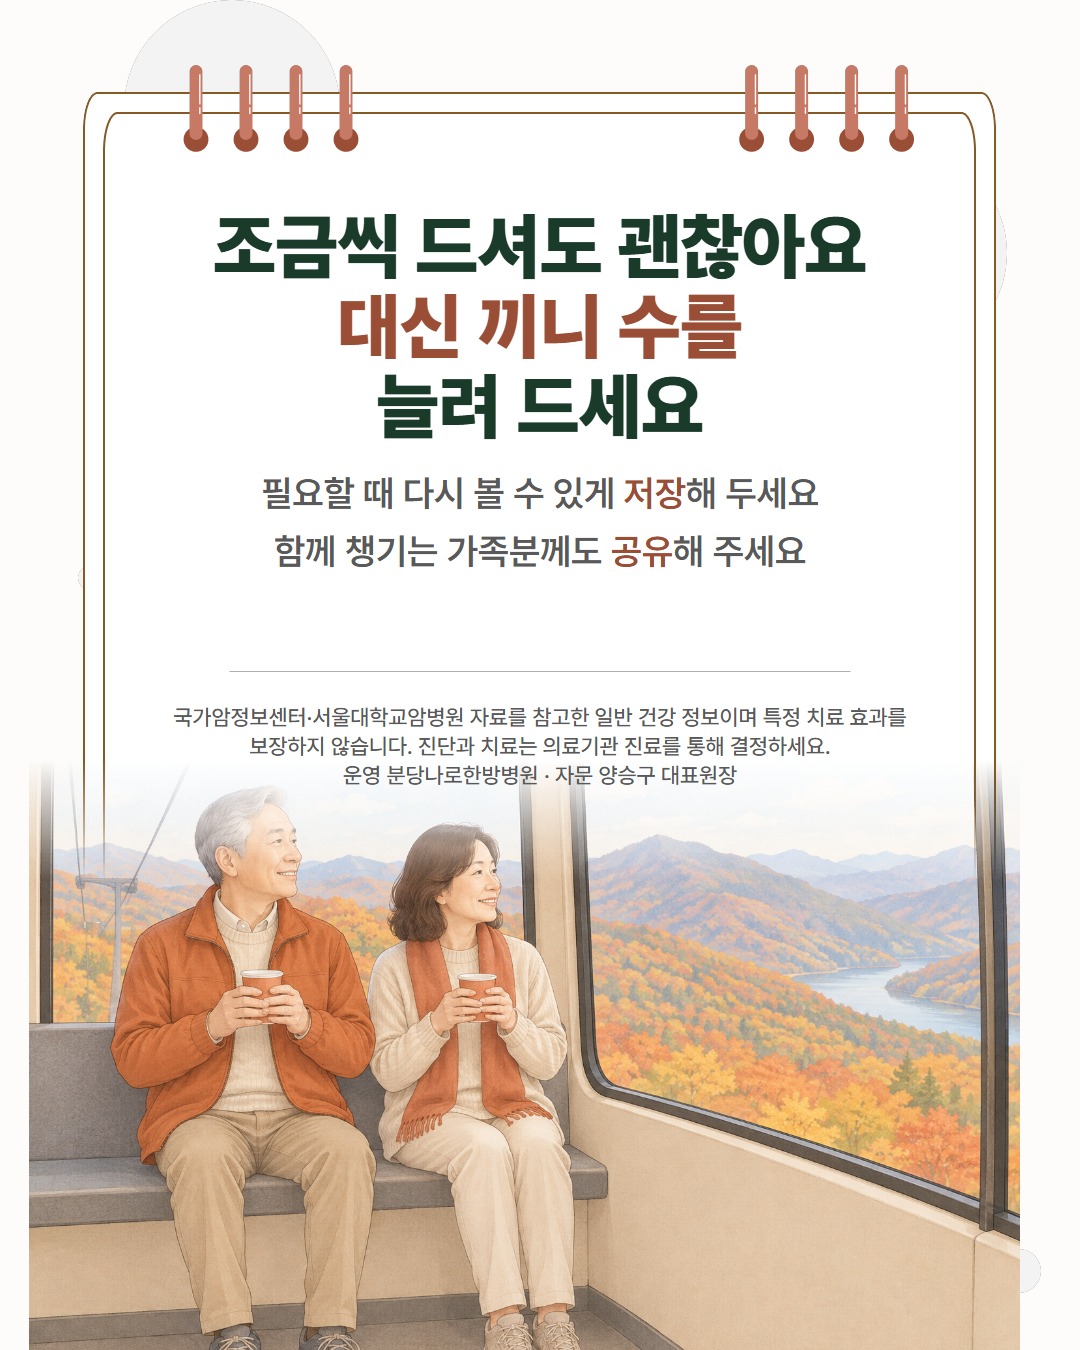 조금씩 드셔도 괜찮아요
대신 끼니 수를
늘려 드세요
필요할 때 다시 볼 수 있게 저장해 두세요
함께 챙기는 가족분께도 공유해 주세요
국가암정보센터·서울대학교암병원 자료를 참고한 일반 건강 정보이며 특정 치료 효과를
보장하지 않습니다. 진단과 치료는 의료기관 진료를 통해 결정하세요.
운영 분당나로한방병원 · 자문 양승구 대표원장